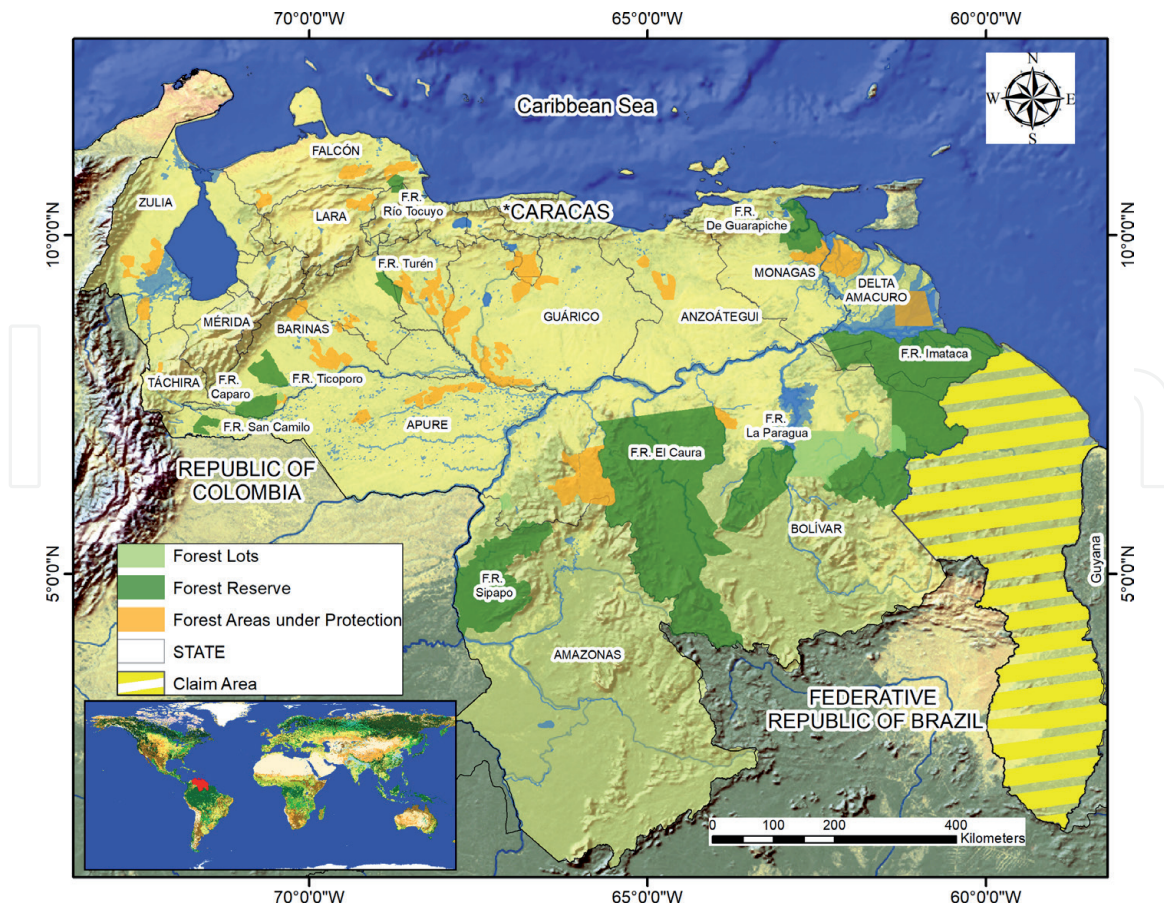 70°0'0"W
65°0'0"W
60°0'0"W
N
W
E
S
Caribbean Sea
FALCÓN
ZULIA
LARA
F.R.
Río Tocuyo
*CARACAS
F.R.
De Guarapiche
10°0'0"N
10°0'0"N
F.R. Turén
MONAGAS
DELTA
AMACURO
MÉRIDA
BARINAS
GUÁRICO
ANZOÁTEGUI
F.R. Imataca
TÁCHIRA
F.R.
Caparo
F.R. Ticoporo
F.R. San Camilo
APURE
F.R.
La Paragua
F.R. El Caura
REPUBLIC OF
COLOMBIA
BOLÍVAR
Guyana
5°0'0"N
5°0'0"N
Forest Lots
Forest Reserve
Forest Areas under Protection
STATE
Claim Area
F.R.
Sipapo
AMAZONAS
FEDERATIVE
REPUBLIC OF BRAZIL
0 100 200 400
Kilometers
70°0'0"W
65°0'0"W
60°0'0"W